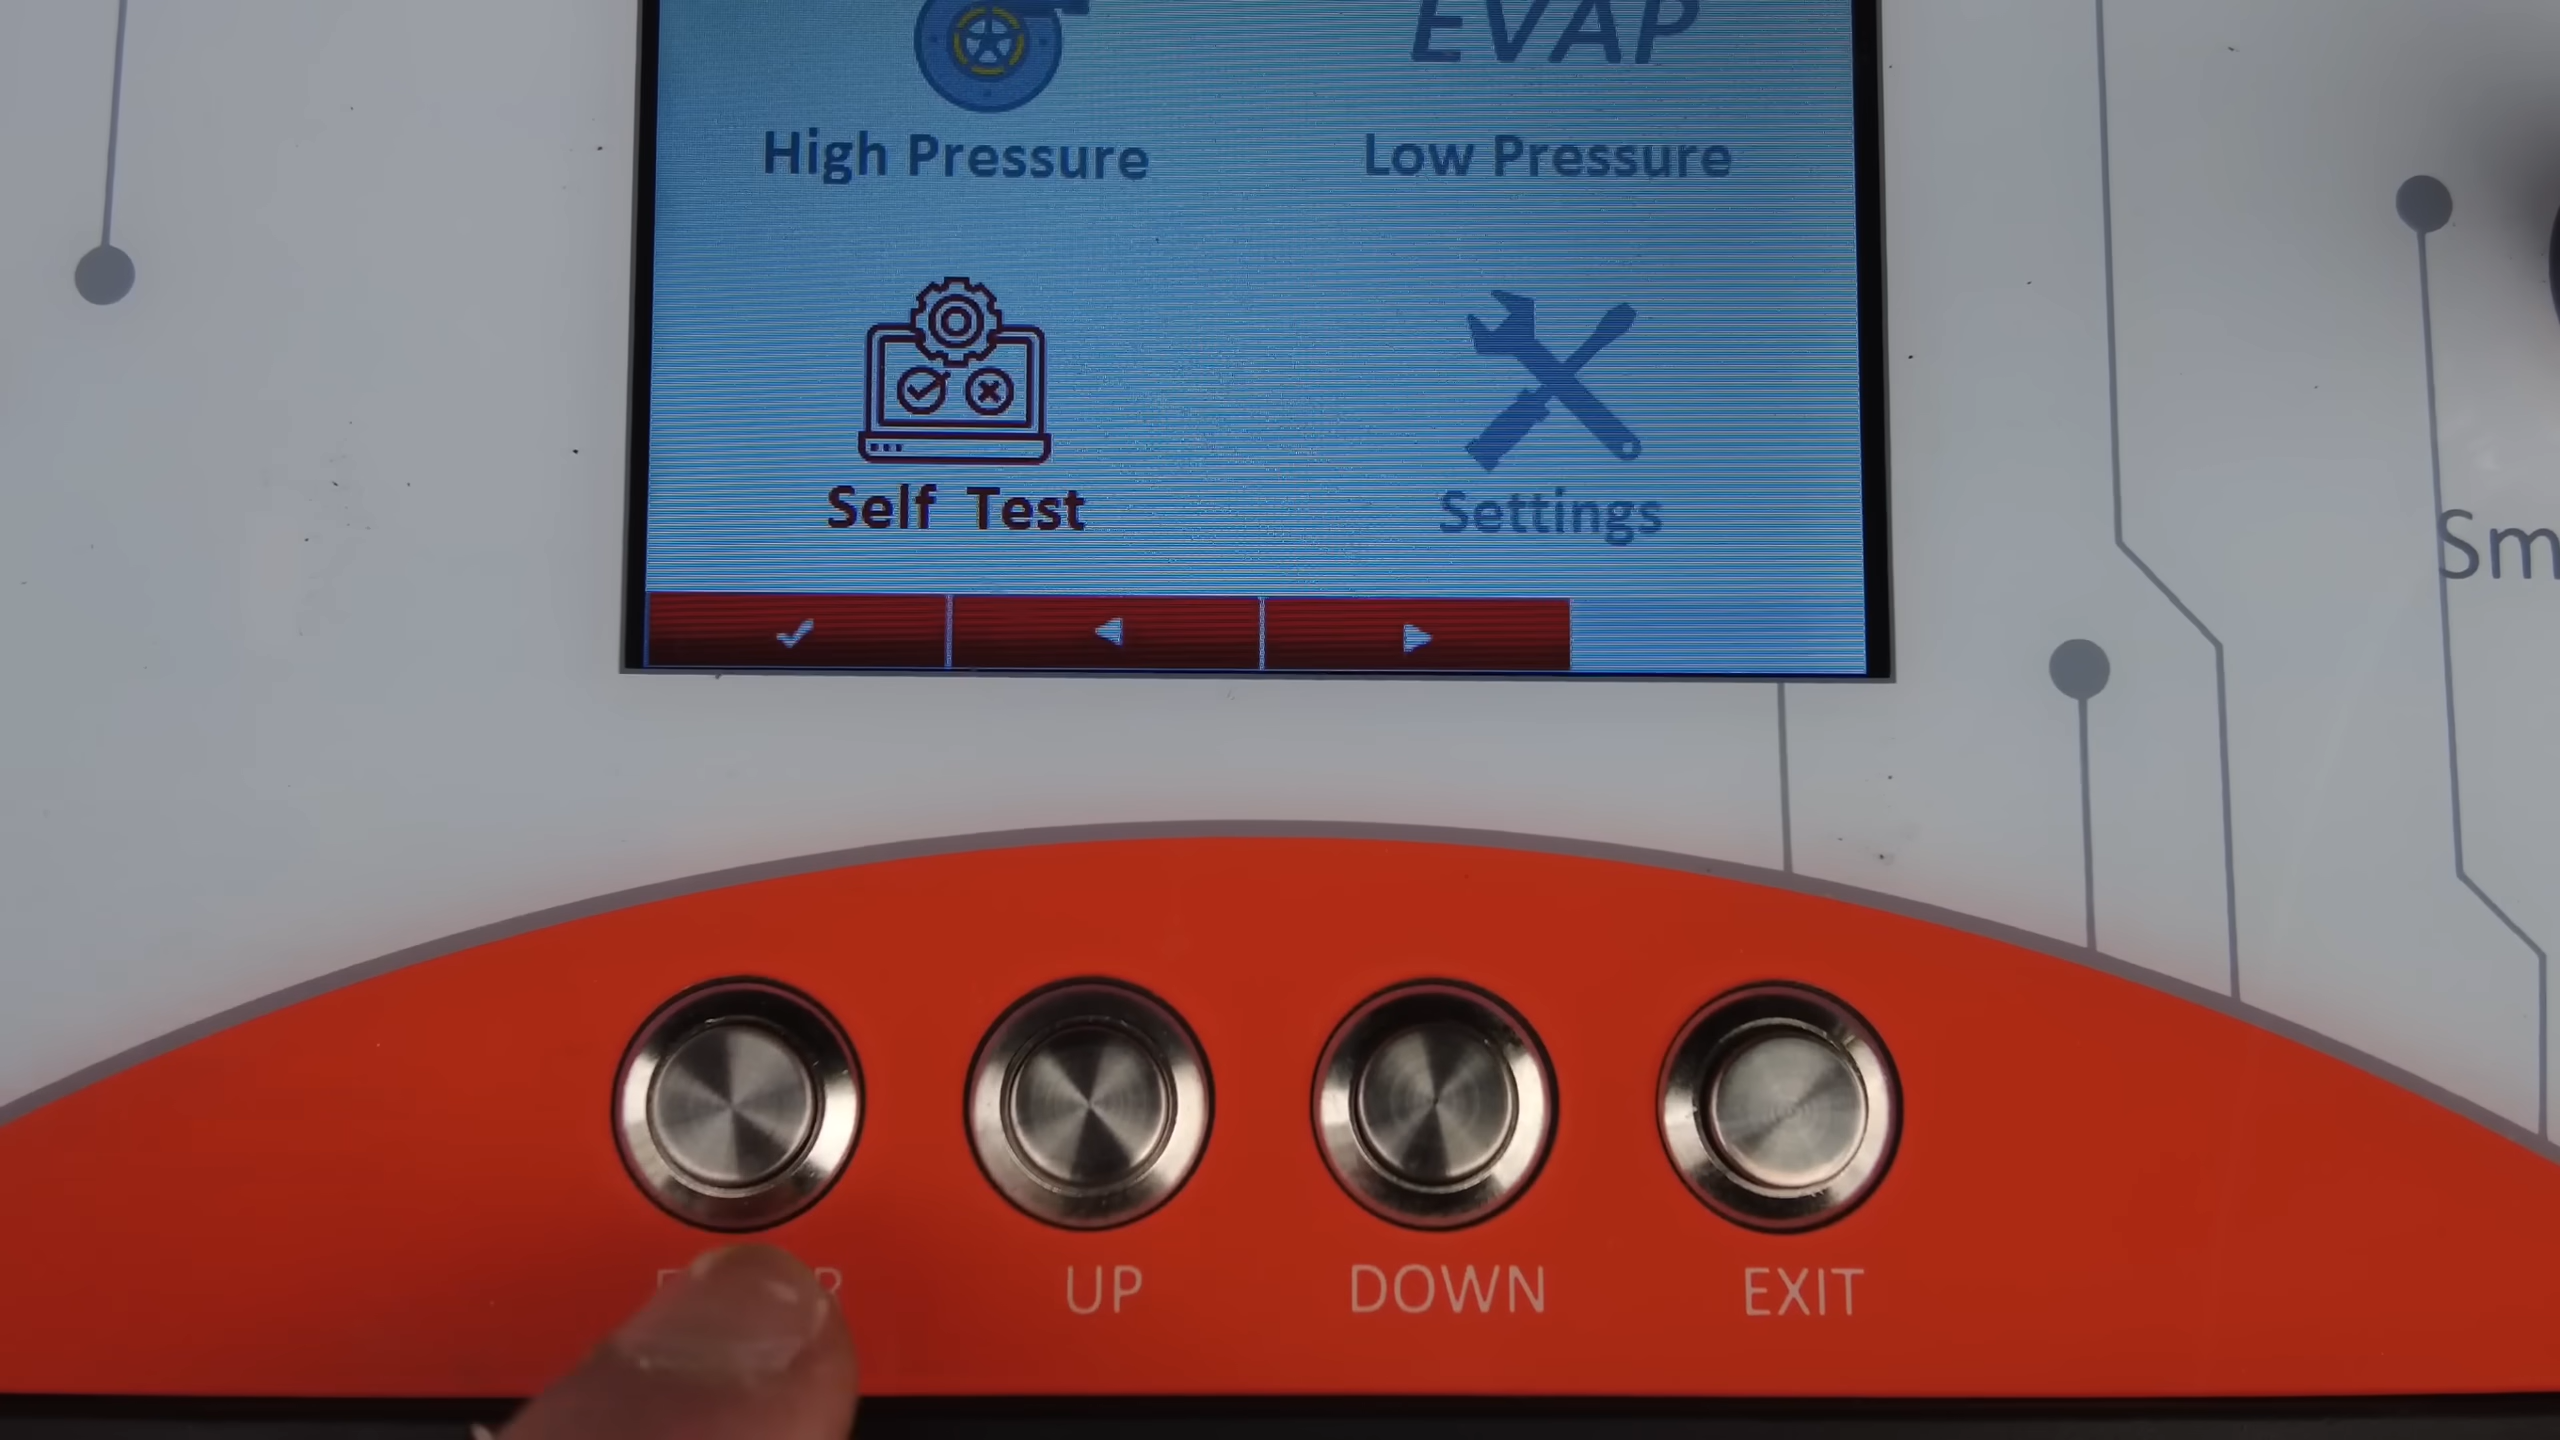 EVAP
High Pressure
Low Pressure
Self Test
Settings
UP
DOWN
EXIT